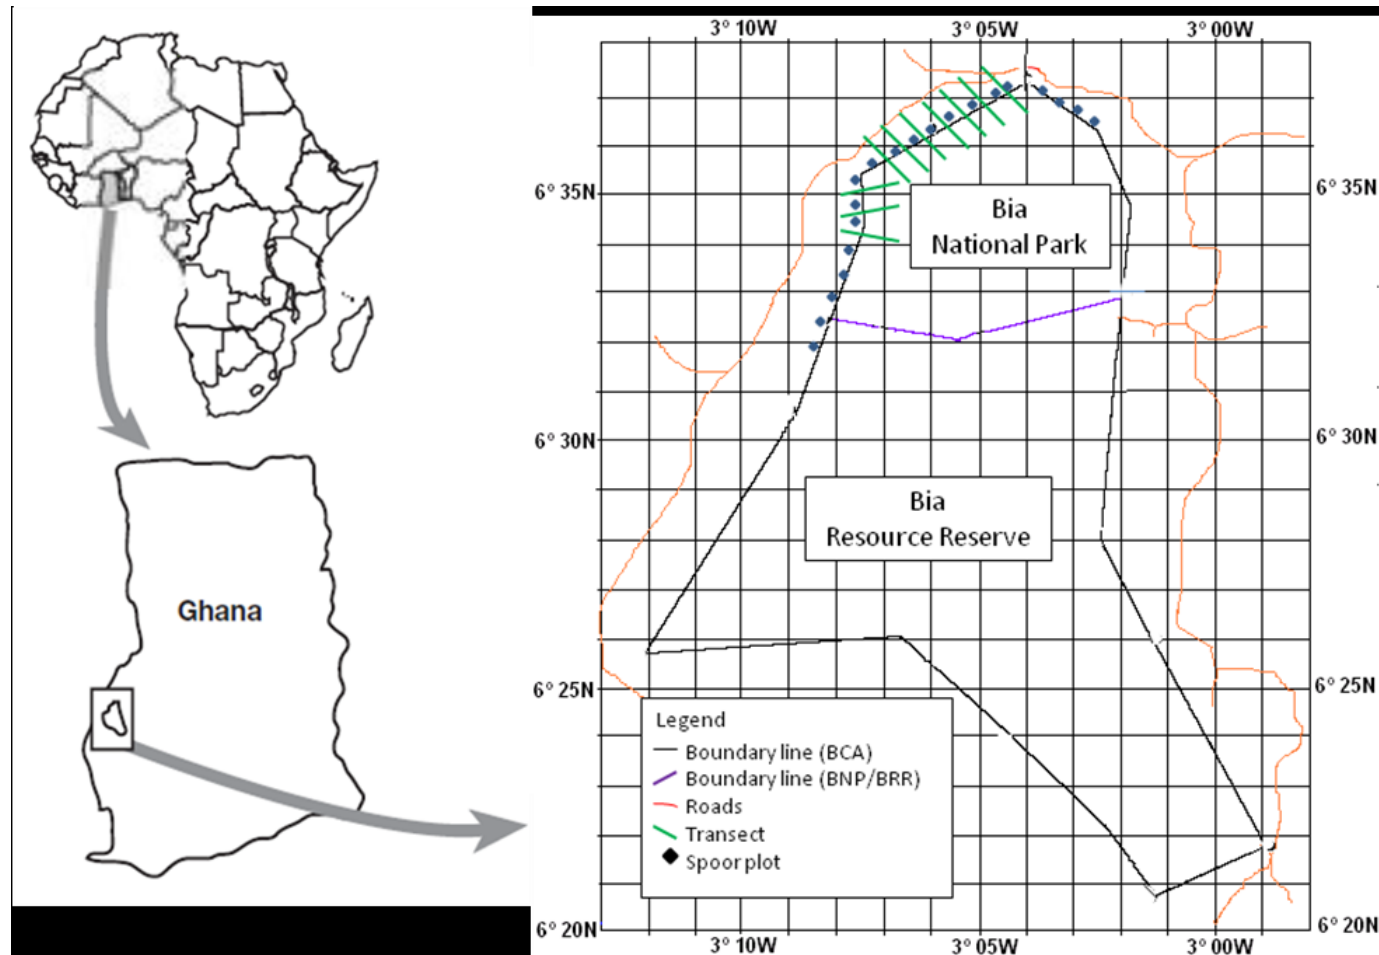 3° 10W 3° 05W 3° 00W
6° 35N 6° 35N
Bia
National Park
6° 30N 6° 30N
Bia
Resource Reserve
Ghana
6° 25N 6° 25N
Legend
Boundary line (BCA)
Boundary line (BNP/BRR)
Roads
Transect
Spoor plot
6° 20N 6° 20N
3° 10W 3° 05W 3° 00W